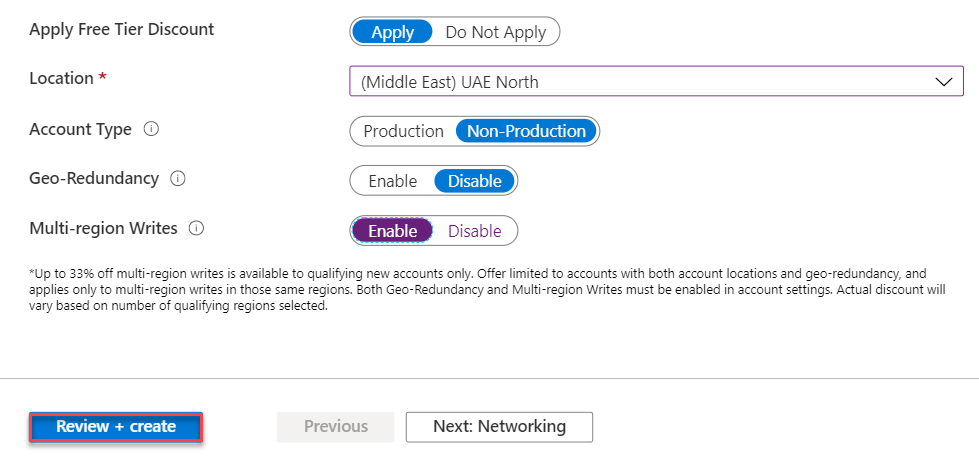 Apply Free Tier Discount
Apply Do Not Apply
Location *
(Middle East) UAE North
Account Type
Production Non-Production
Geo-Redundancy
Enable Disable
Multi-region Writes
Enable Disable
*Up to 33% off multi-region writes is available to qualifying new accounts only. Offer limited to accounts with both account locations and geo-redundancy, and
applies only to multi-region writes in those same regions. Both Geo-Redundancy and Multi-region Writes must be enabled in account settings. Actual discount will
vary based on number of qualifying regions selected.
Review + create
Previous
Next: Networking